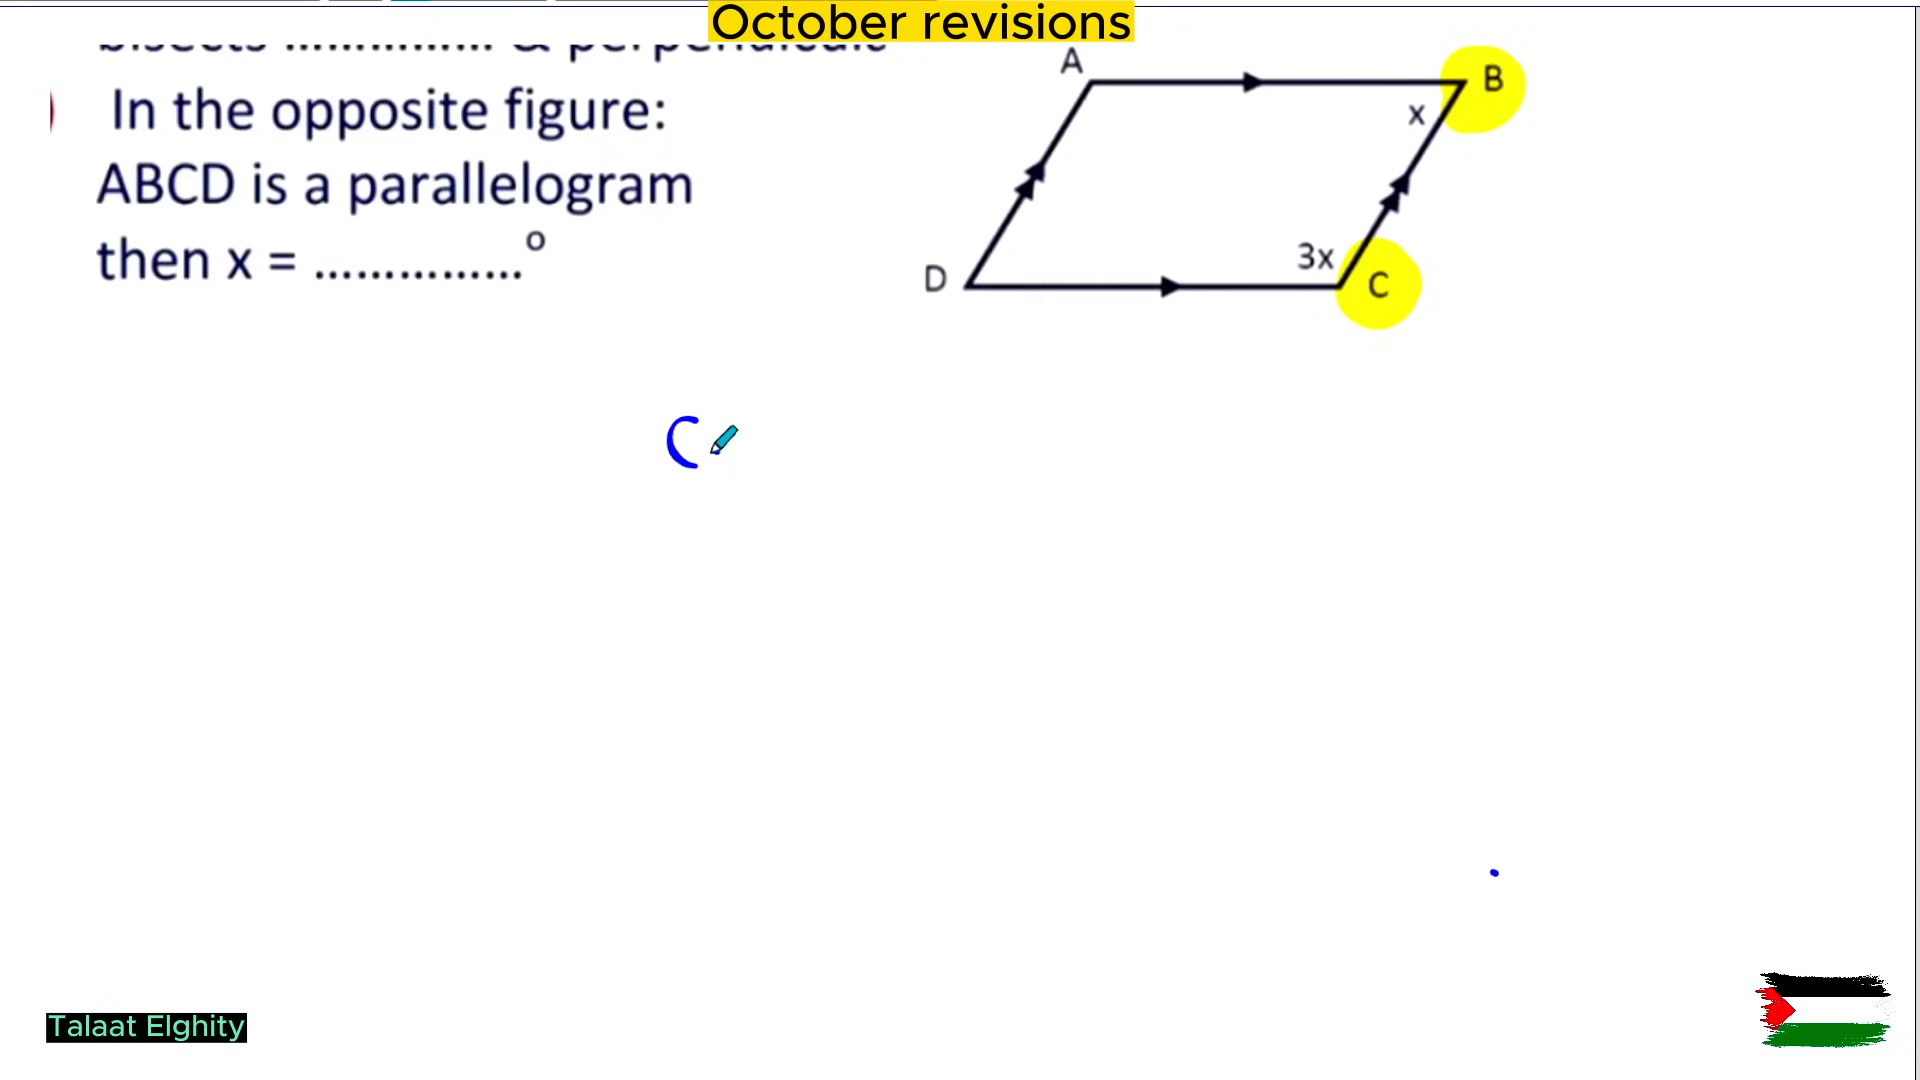 October revisions
In the opposite figure:
ABCD is a parallelogram
then x = ...............°
A
B
x
3x
D
C
C
Talaat Elghity